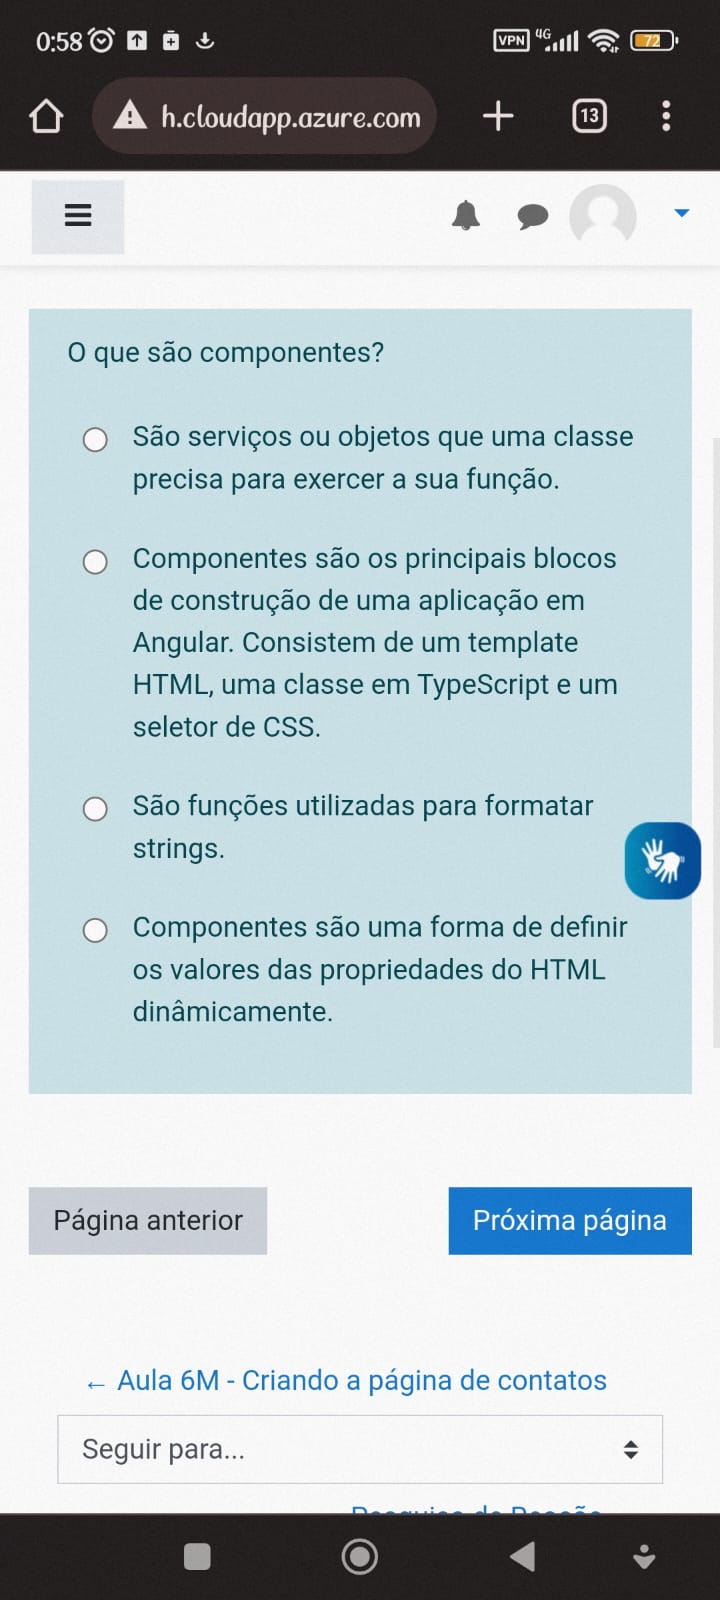 0:58
VPN 4G 72
h.cloudapp.azure.com
13
O que são componentes?
São serviços ou objetos que uma classe
precisa para exercer a sua função.
Componentes são os principais blocos
de construção de uma aplicação em
Angular. Consistem de um template
HTML, uma classe em TypeScript e um
seletor de CSS.
São funções utilizadas para formatar
strings.
Componentes são uma forma de definir
os valores das propriedades do HTML
dinâmicamente.
Página anterior
Próxima página
← Aula 6M - Criando a página de contatos
Seguir para...